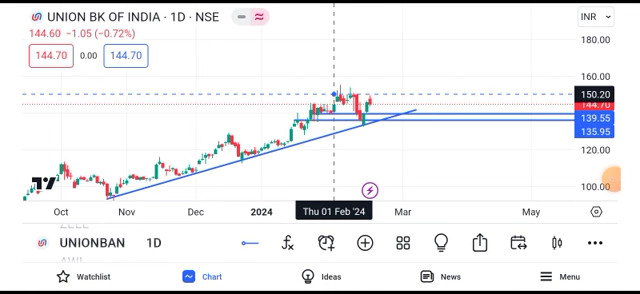 UNION BK OF INDIA · 1D · NSE
INR
144.60 −1.05 (−0.72%)
144.70 0.00 144.70
180.00
160.00
150.20
144.70
139.55
135.95
120.00
100.00
Oct Nov Dec 2024 Thu 01 Feb '24 Mar May
UNIONBAN 1D
Watchlist Chart Ideas News Menu